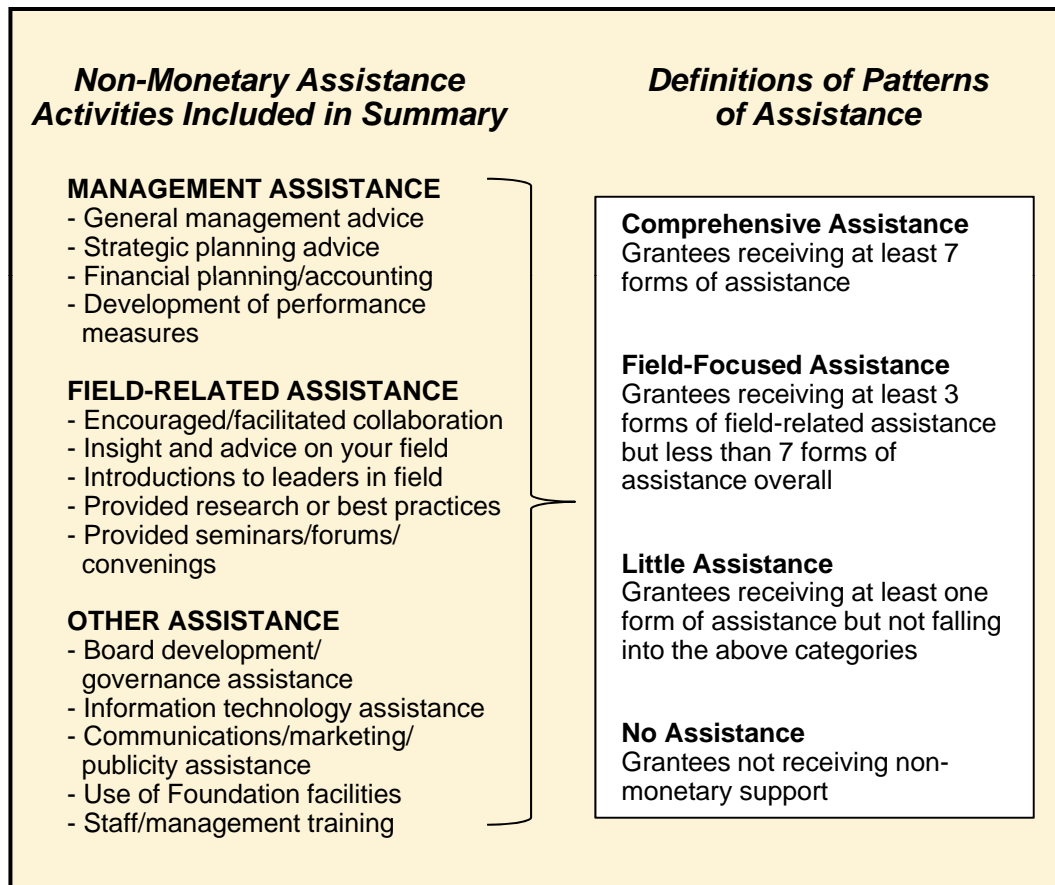 Non-Monetary Assistance
Activities Included in Summary
MANAGEMENT ASSISTANCE
- General management advice
- Strategic planning advice
- Financial planning/accounting
- Development of performance
measures
FIELD-RELATED ASSISTANCE
- Encouraged/facilitated collaboration
- Insight and advice on your field
- Introductions to leaders in field
- Provided research or best practices
- Provided seminars/forums/
convenings
OTHER ASSISTANCE
- Board development/
governance assistance
- Information technology assistance
- Communications/marketing/
publicity assistance
- Use of Foundation facilities
- Staff/management training
Definitions of Patterns
of Assistance
Comprehensive Assistance
Grantees receiving at least 7
forms of assistance
Field-Focused Assistance
Grantees receiving at least 3
forms of field-related assistance
but less than 7 forms of
assistance overall
Little Assistance
Grantees receiving at least one
form of assistance but not falling
into the above categories
No Assistance
Grantees not receiving non-
monetary support